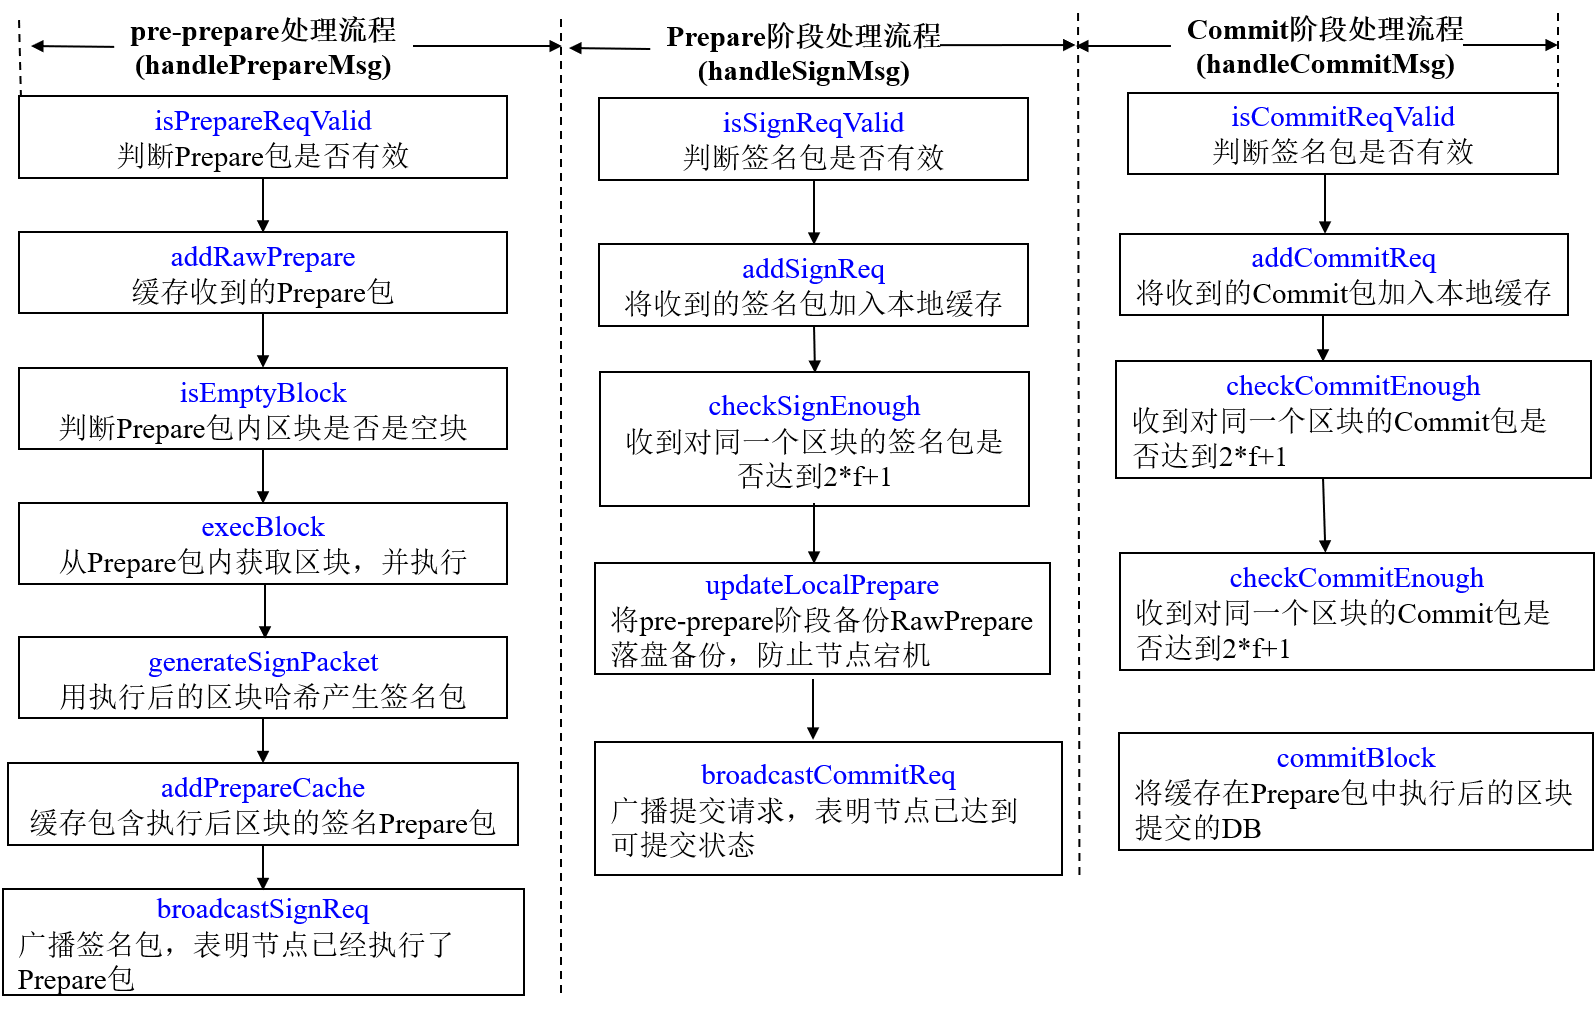 pre-prepare处理流程
(handlePrepareMsg)
isPrepareReqValid
判断Prepare包是否有效
addRawPrepare
缓存收到的Prepare包
isEmptyBlock
判断Prepare包内区块是否是空块
execBlock
从Prepare包内获取区块，并执行
generateSignPacket
用执行后的区块哈希产生签名包
addPrepareCache
缓存包含执行后区块的签名Prepare包
broadcastSignReq
广播签名包，表明节点已经执行了
Prepare包
Prepare阶段处理流程
(handleSignMsg)
isSignReqValid
判断签名包是否有效
addSignReq
将收到的签名包加入本地缓存
checkSignEnough
收到对同一个区块的签名包是
否达到2*f+1
updateLocalPrepare
将pre-prepare阶段备份RawPrepare
落盘备份，防止节点宕机
broadcastCommitReq
广播提交请求，表明节点已达到
可提交状态
Commit阶段处理流程
(handleCommitMsg)
isCommitReqValid
判断签名包是否有效
addCommitReq
将收到的Commit包加入本地缓存
checkCommitEnough
收到对同一个区块的Commit包是
否达到2*f+1
checkCommitEnough
收到对同一个区块的Commit包是
否达到2*f+1
commitBlock
将缓存在Prepare包中执行后的区块
提交的DB